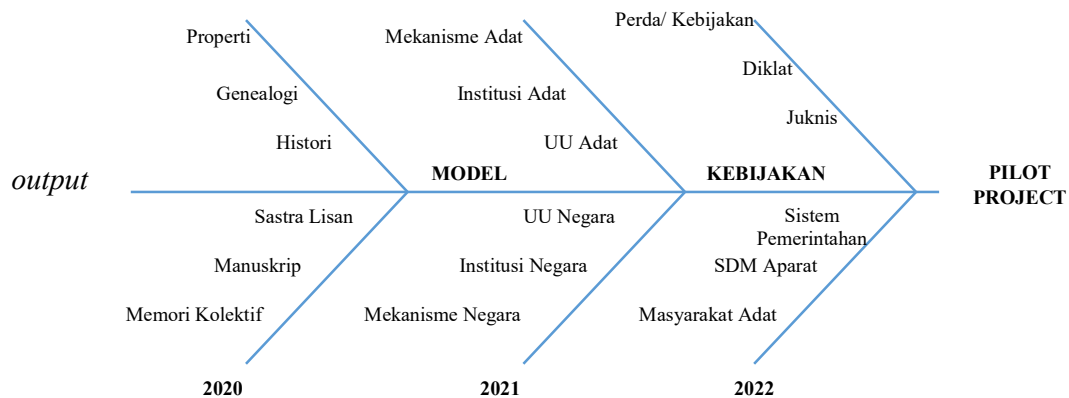 Properti
Mekanisme Adat
Perda/ Kebijakan
Genealogi
Institusi Adat
Diklat
Histori
UU Adat
Juknis
output
MODEL
KEBIJAKAN
PILOT
PROJECT
Sastra Lisan
UU Negara
Sistem
Pemerintahan
Manuskrip
Institusi Negara
SDM Aparat
Memori Kolektif
Mekanisme Negara
Masyarakat Adat
2020
2021
2022